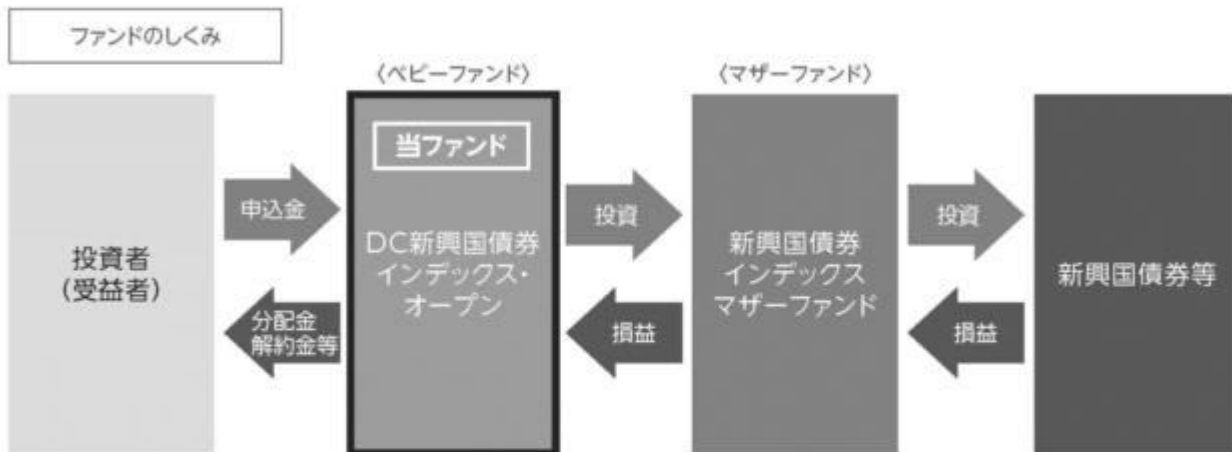 ファンドのしくみ
〈ベビーファンド〉
〈マザーファンド〉
投資者
(受益者)
申込金
分配金
解約金等
当ファンド
DC新興国債券
インデックス・
オープン
投資
損益
新興国債券
インデックス
マザーファンド
投資
損益
新興国債券等